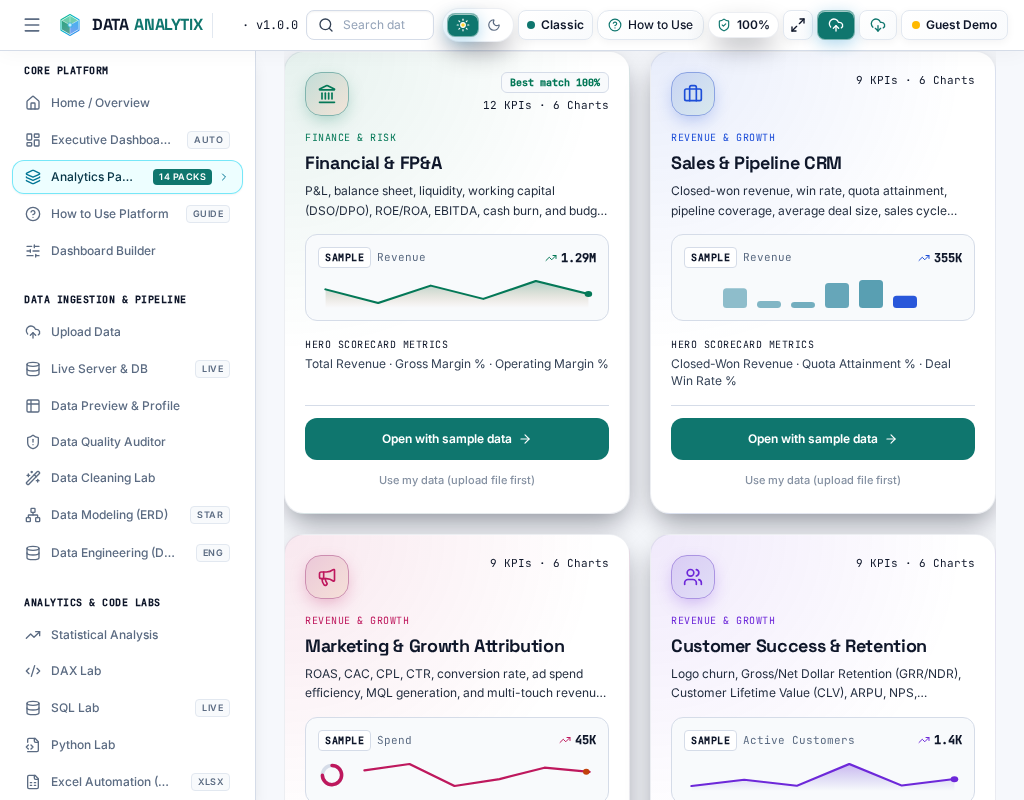 DATA ANALYTIX
· v1.0.0
Search dat
Classic
How to Use
100%
Guest Demo
CORE PLATFORM
Home / Overview
Executive Dashboa... AUTO
Analytics Pa... 14 PACKS
How to Use Platform GUIDE
Dashboard Builder
DATA INGESTION & PIPELINE
Upload Data
Live Server & DB LIVE
Data Preview & Profile
Data Quality Auditor
Data Cleaning Lab
Data Modeling (ERD) STAR
Data Engineering (D... ENG
ANALYTICS & CODE LABS
Statistical Analysis
DAX Lab
SQL Lab LIVE
Python Lab
Excel Automation (... XLSX
Best match 100%
12 KPIs · 6 Charts
FINANCE & RISK
Financial & FP&A
P&L, balance sheet, liquidity, working capital
(DSO/DPO), ROE/ROA, EBITDA, cash burn, and budg...
SAMPLE Revenue 1.29M
HERO SCORECARD METRICS
Total Revenue · Gross Margin % · Operating Margin %
Open with sample data →
Use my data (upload file first)
9 KPIs · 6 Charts
REVENUE & GROWTH
Sales & Pipeline CRM
Closed-won revenue, win rate, quota attainment,
pipeline coverage, average deal size, sales cycle...
SAMPLE Revenue 355K
HERO SCORECARD METRICS
Closed-Won Revenue · Quota Attainment % · Deal
Win Rate %
Open with sample data →
Use my data (upload file first)
9 KPIs · 6 Charts
REVENUE & GROWTH
Marketing & Growth Attribution
ROAS, CAC, CPL, CTR, conversion rate, ad spend
efficiency, MQL generation, and multi-touch revenu...
SAMPLE Spend 45K
9 KPIs · 6 Charts
REVENUE & GROWTH
Customer Success & Retention
Logo churn, Gross/Net Dollar Retention (GRR/NDR),
Customer Lifetime Value (CLV), ARPU, NPS,...
SAMPLE Active Customers 1.4K